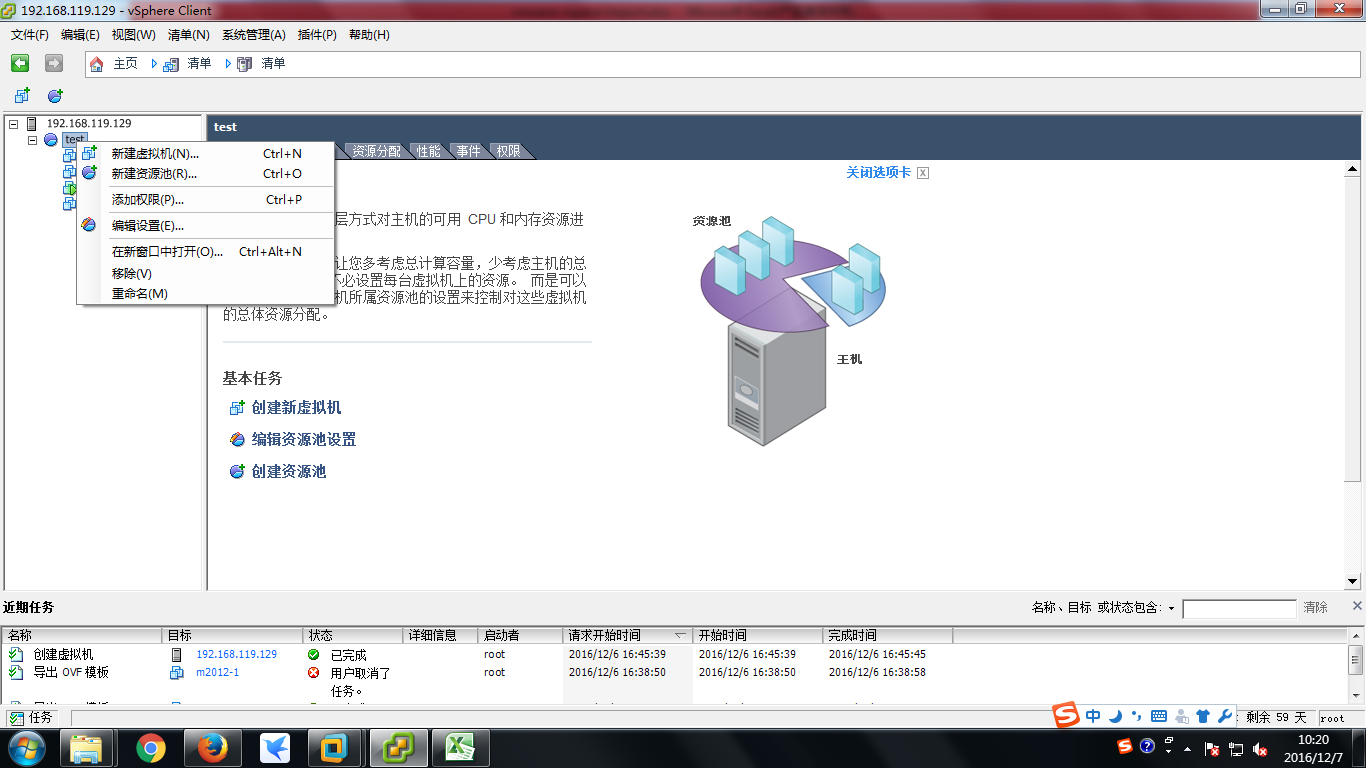 192.168.119.129 - vSphere Client
文件(F) 编辑(E) 视图(W) 清单(N) 系统管理(A) 插件(P) 帮助(H)
主页 清单 清单
192.168.119.129
test
test
新建虚拟机(N)... Ctrl+N
新建资源池(R)... Ctrl+O
添加权限(P)... Ctrl+P
编辑设置(E)...
在新窗口中打开(O)... Ctrl+Alt+N
移除(V)
重命名(M)
资源分配 性能 事件 权限
关闭选项卡
层方式对主机的可用 CPU 和内存资源进
让您多考虑总计算容量，少考虑主机的总
不必设置每台虚拟机上的资源。 而是可以
机所属资源池的设置来控制对这些虚拟机
的总体资源分配。
资源池
主机
基本任务
创建新虚拟机
编辑资源池设置
创建资源池
近期任务 名称、目标 或状态包含: 清除
名称 目标 状态 详细信息 启动者 请求开始时间 开始时间 完成时间
创建虚拟机 192.168.119.129 已完成 root 2016/12/6 16:45:39 2016/12/6 16:45:39 2016/12/6 16:45:45
导出 OVF 模板 m2012-1 用户取消了 root 2016/12/6 16:38:50 2016/12/6 16:38:50 2016/12/6 16:38:58
任务。
任务 中 剩余 59 天 root
10:20
2016/12/7